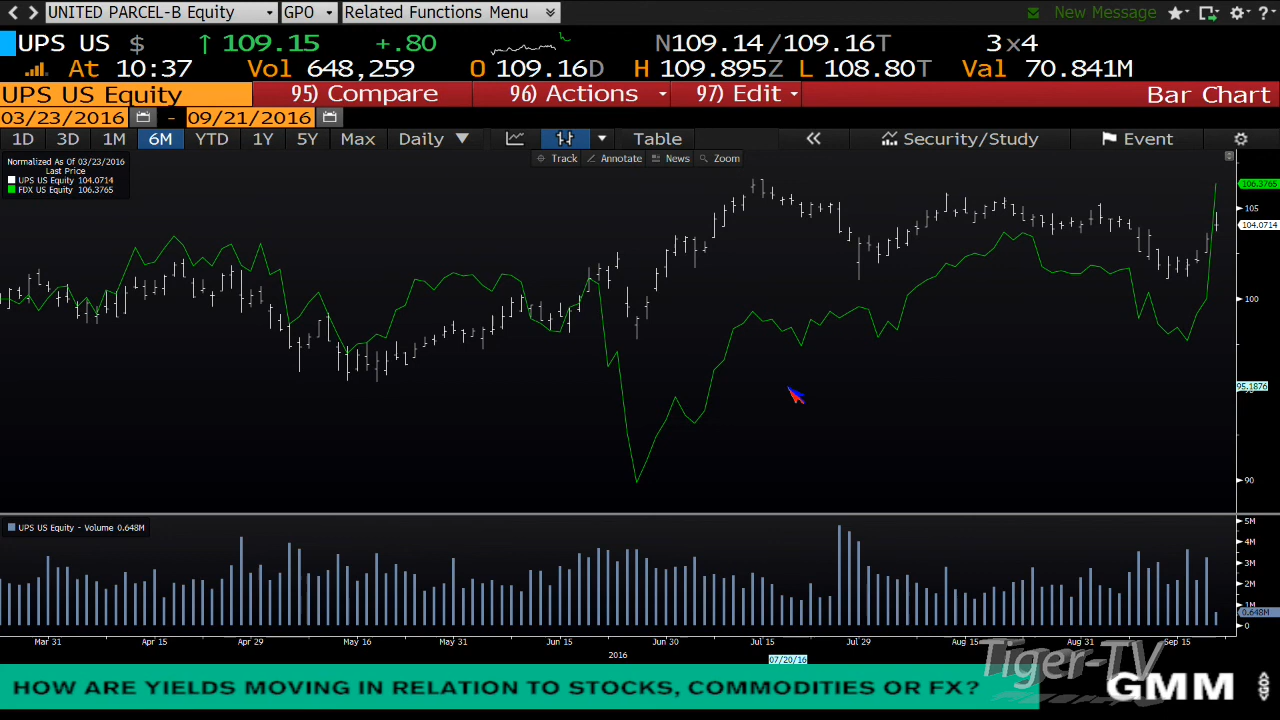 UNITED PARCEL-B Equity GPO Related Functions Menu New Message ?
UPS US $ ↑ 109.15 +.80 N109.14/109.16T 3x4
At 10:37 Vol 648,259 O 109.16D H 109.895Z L 108.80T Val 70.841M
UPS US Equity 95) Compare 96) Actions 97) Edit Bar Chart
03/23/2016 - 09/21/2016
1D 3D 1M 6M YTD 1Y 5Y Max Daily Table « Security/Study Event
Track Annotate News Zoom
Normalized As Of 03/23/2016
Last Price
UPS US Equity 104.0714
FDX US Equity 106.3765
106.3765
105
104.0714
100
95.1876
90
UPS US Equity - Volume 0.648M
5M
4M
3M
2M
1M
0.648M
0
Mar 31 Apr 15 Apr 29 May 16 May 31 Jun 15 Jun 30 Jul 15 Jul 29 Aug 15 Aug 31 Sep 15
2016
07/20/16
Tiger-TV
HOW ARE YIELDS MOVING IN RELATION TO STOCKS, COMMODITIES OR FX? GMM